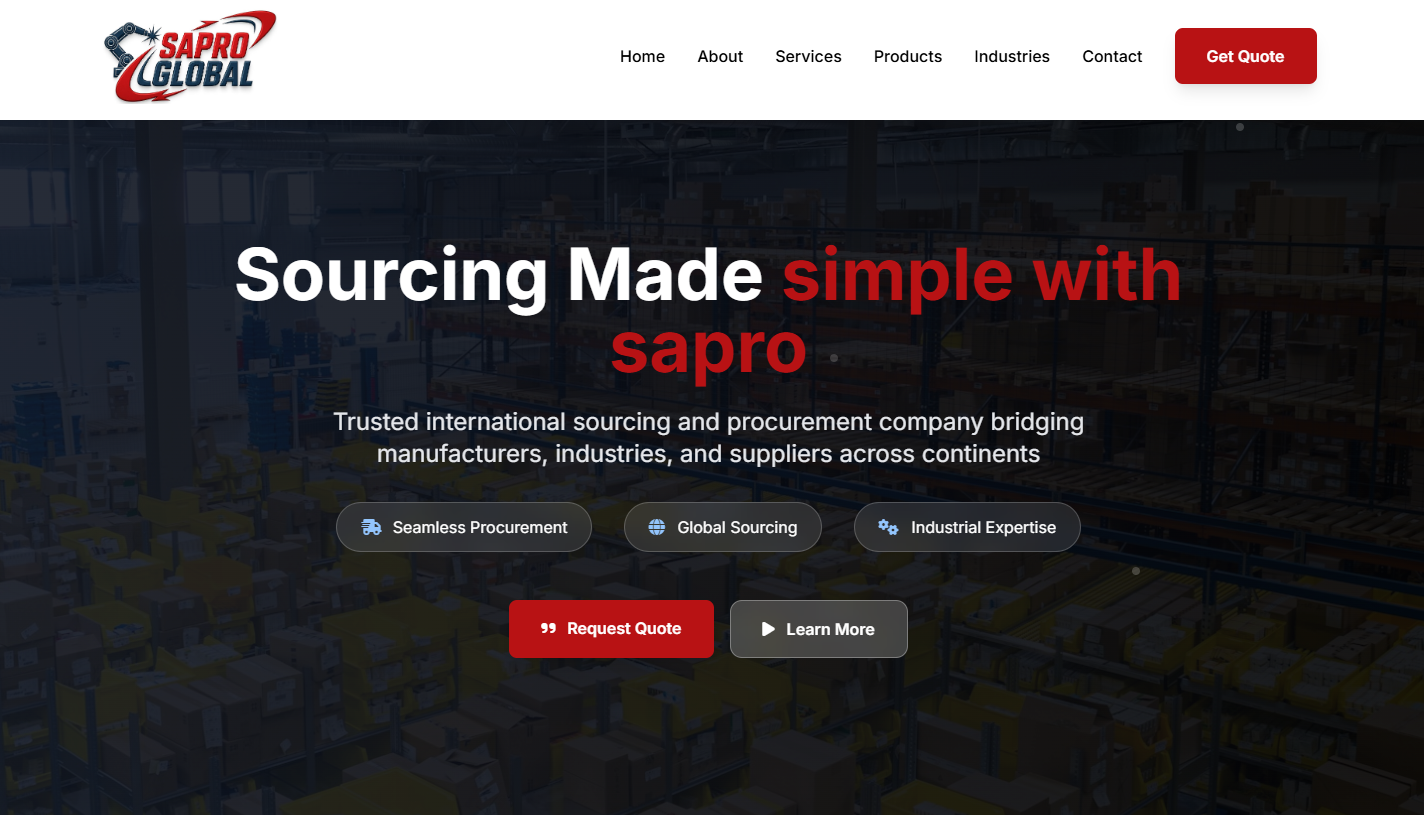 SAPRO
GLOBAL
Home About Services Products Industries Contact Get Quote
Sourcing Made simple with
sapro
Trusted international sourcing and procurement company bridging
manufacturers, industries, and suppliers across continents
Seamless Procurement Global Sourcing Industrial Expertise
Request Quote Learn More